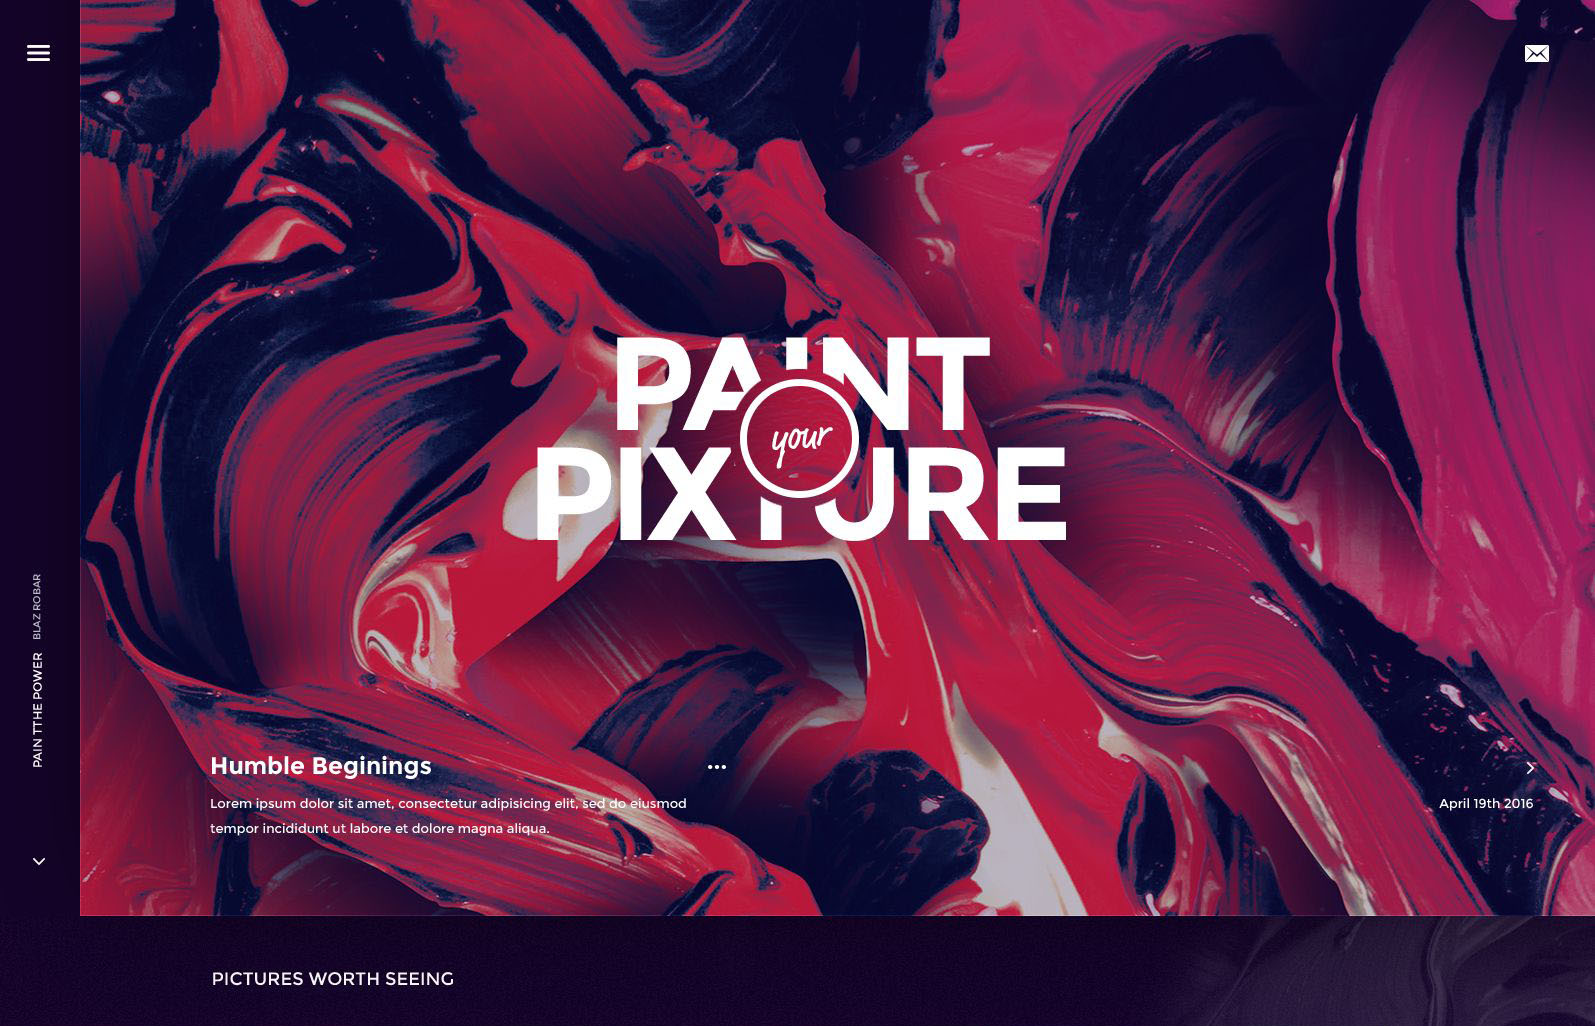 PAINT
your
PIXTURE
BLAZ ROBAR
PAIN TTHE POWER
Humble Beginings
Lorem ipsum dolor sit amet, consectetur adipisicing elit, sed do eiusmod
tempor incididunt ut labore et dolore magna aliqua.
April 19th 2016
PICTURES WORTH SEEING